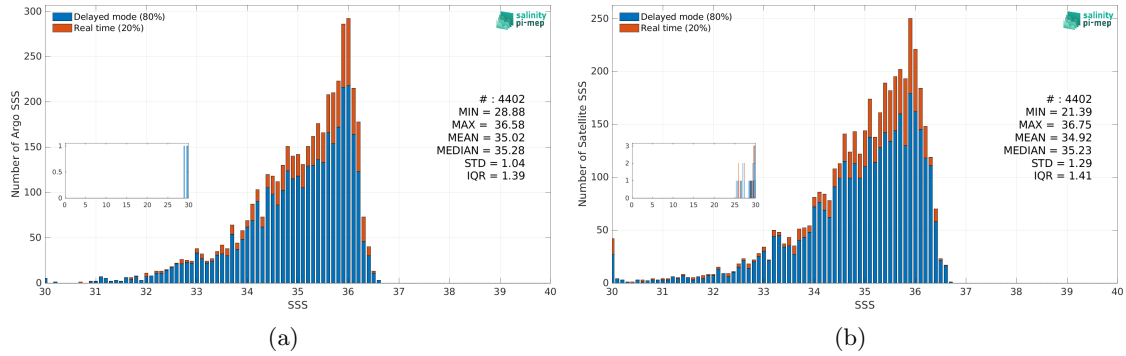 Delayed mode (80%)
Real time (20%)
salinity
pi-mep
300
250
200
150
100
50
0
Number of Argo SSS
# : 4402
MIN = 28.88
MAX = 36.58
MEAN = 35.02
MEDIAN = 35.28
STD = 1.04
IQR = 1.39
1
0.5
0
0 5 10 15 20 25 30
30 31 32 33 34 35 36 37 38 39 40
SSS
(a)
Delayed mode (80%)
Real time (20%)
salinity
pi-mep
250
200
150
100
50
0
Number of Satellite SSS
# : 4402
MIN = 21.39
MAX = 36.75
MEAN = 34.92
MEDIAN = 35.23
STD = 1.29
IQR = 1.41
3
2
1
0
0 5 10 15 20 25 30
30 31 32 33 34 35 36 37 38 39 40
SSS
(b)